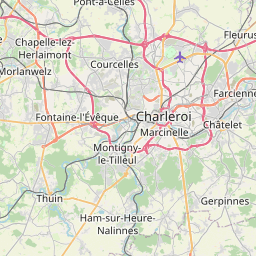 Pont-à-Celles
Fleurus
Chapelle-lez-
Herlaimont
Courcelles
Morlanwelz
Farcienne
Charleroi
Fontaine-l'Évêque
Marcinelle
Châtelet
Montigny-
le-Tilleul
Thuin
Gerpinnes
Ham-sur-Heure-
Nalinnes